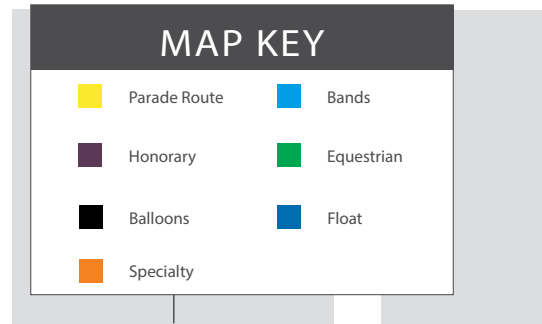 MAP KEY
Parade Route
Bands
Honorary
Equestrian
Balloons
Float
Specialty